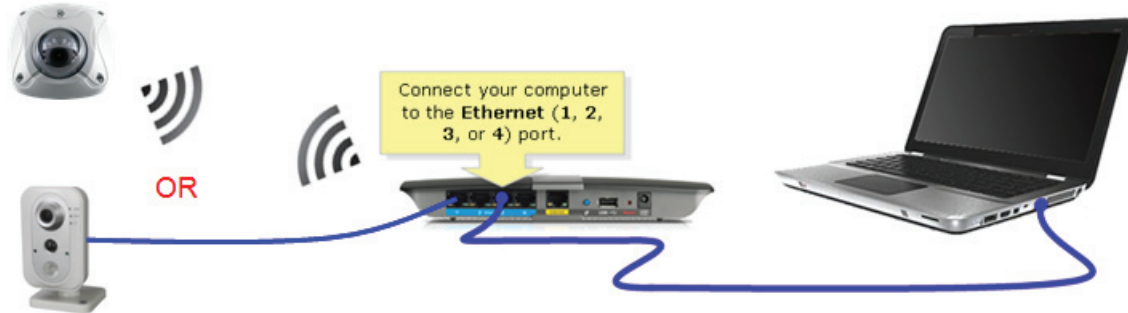 Connect your computer
to the Ethernet (1, 2,
3, or 4) port.
OR